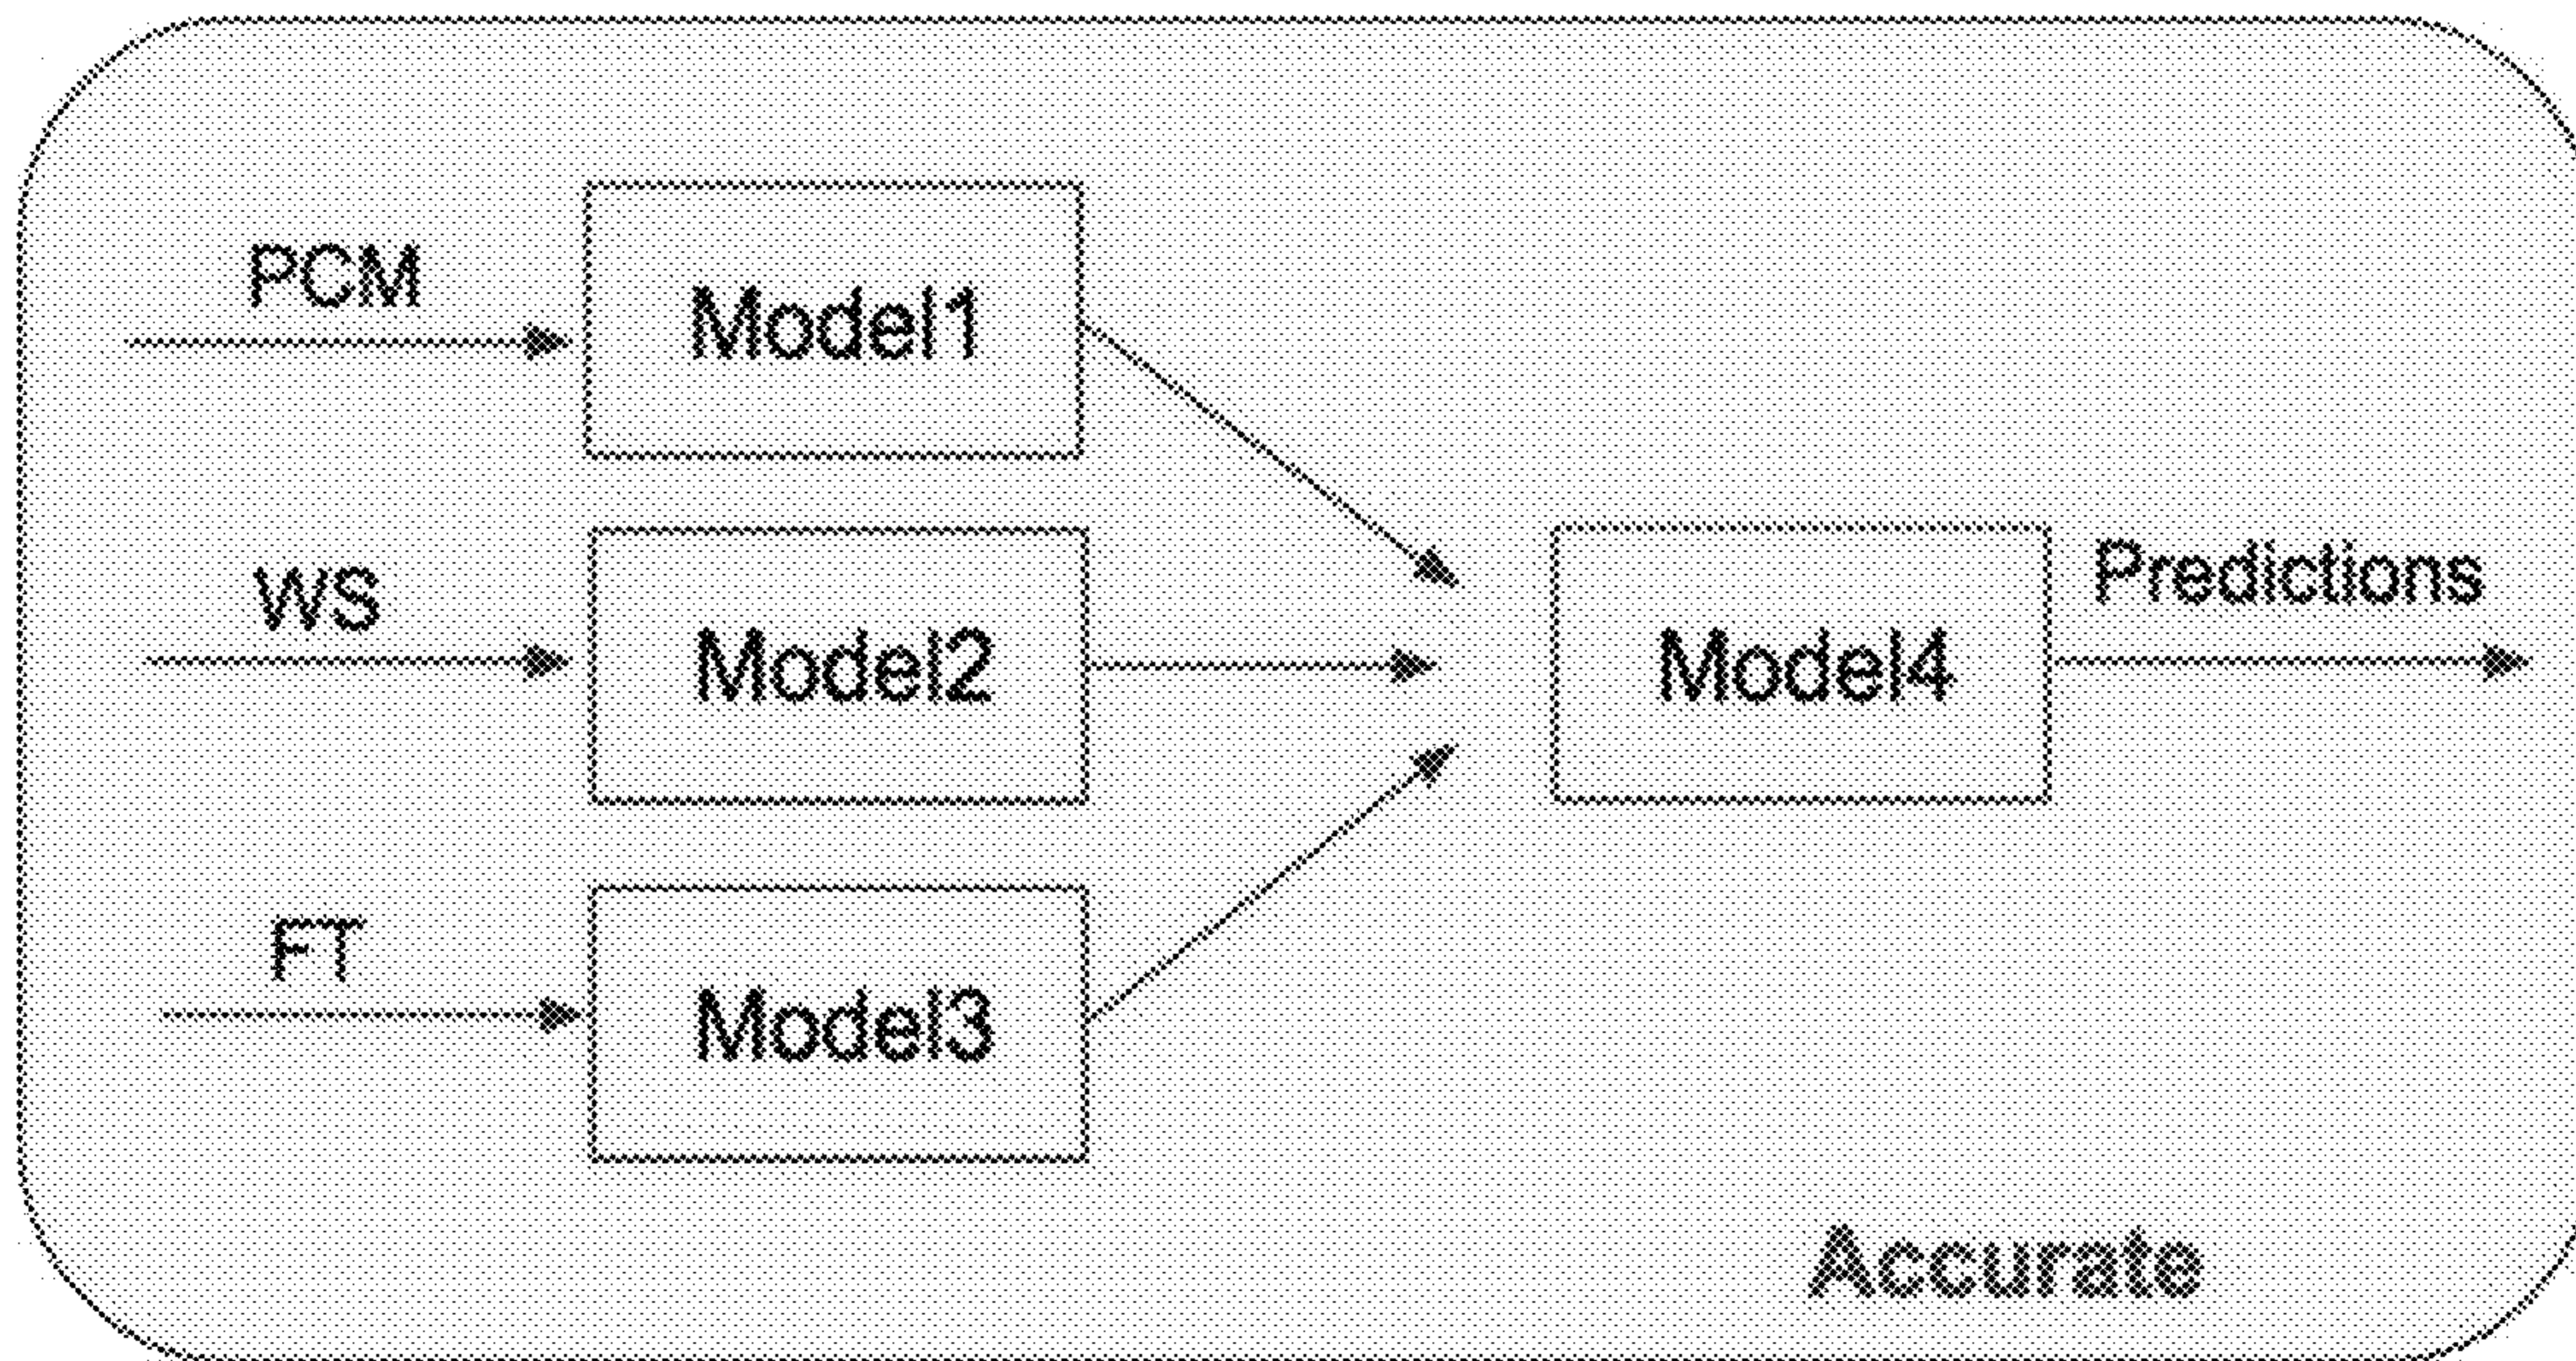 PCM
Model1
WS
Model2
Model4
Predictions
FT
Model3
Accurate